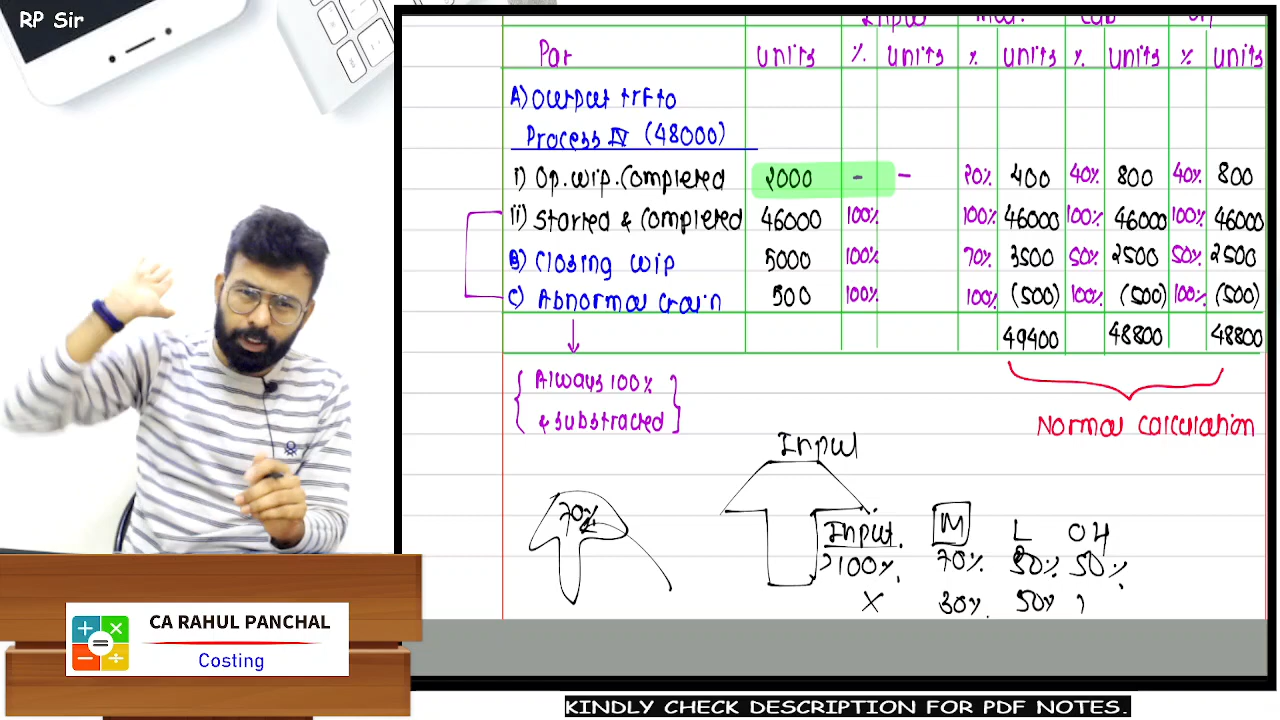 RP Sir
Input
Par units % units % units % units % units
A) Output trf to
Process IV (48000)
i) Op. wip. Completed 2000 - - 20% 400 40% 800 40% 800
ii) Started & Completed 46000 100% 100% 46000 100% 46000 100% 46000
B) Closing wip 5000 100% 70% 3500 50% 2500 50% 2500
C) Abnormal Gain 500 100% 100% (500) 100% (500) 100% (500)
49400 48800 48800
Always 100%
& substracted
Normal Calculation
Input
70%
Input M L OH
100% 70% 50% 50%
X 30% 50%
CA RAHUL PANCHAL
Costing
KINDLY CHECK DESCRIPTION FOR PDF NOTES.